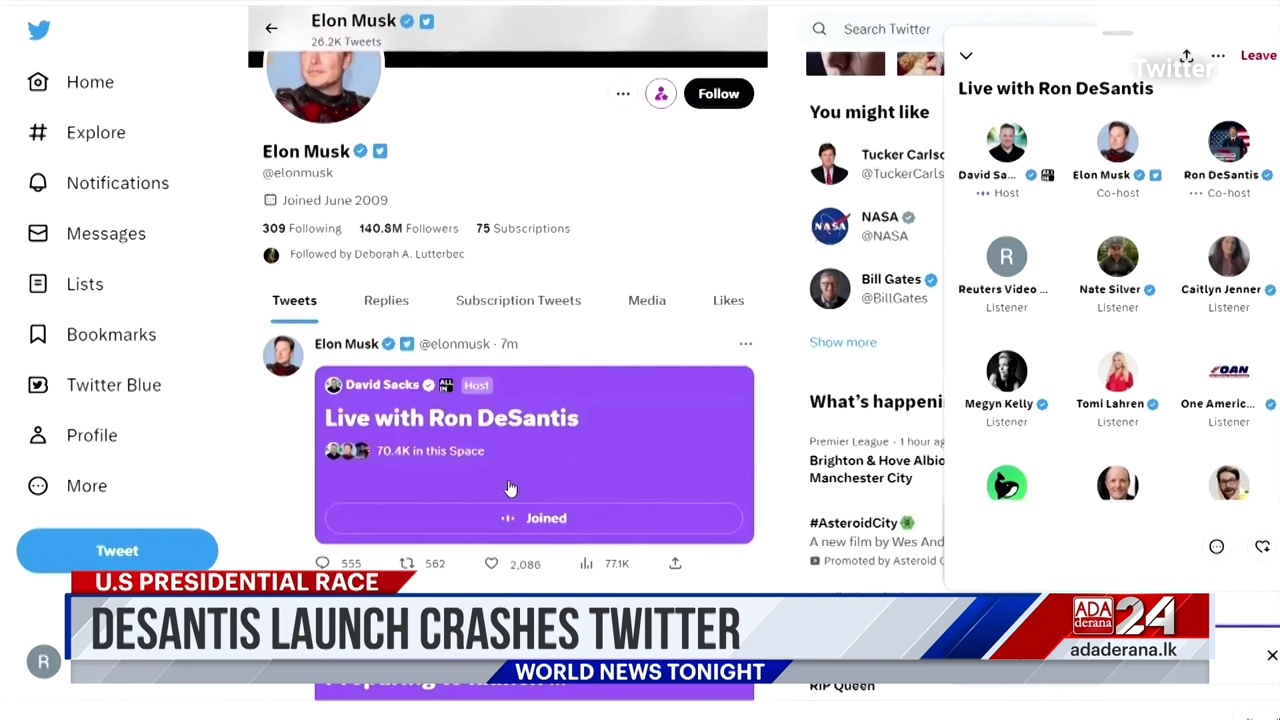 Elon Musk
26.2K Tweets
Search Twitter
Twitter
Leave
Home
Explore
Notifications
Messages
Lists
Bookmarks
Twitter Blue
Profile
More
Tweet
R
Follow
Elon Musk
@elonmusk
Joined June 2009
309 Following 140.8M Followers 75 Subscriptions
Followed by Deborah A. Lutterbec
Tweets Replies Subscription Tweets Media Likes
Elon Musk @elonmusk · 7m
David Sacks ALL IN Host
Live with Ron DeSantis
70.4K in this Space
Joined
555 562 2,086 77.1K
You might like
Tucker Carlso
@TuckerCarls
NASA
NASA
@NASA
Bill Gates
@BillGates
Show more
What's happeni
Premier League · 1 hour ag
Brighton & Hove Albio
Manchester City
#AsteroidCity
A new film by Wes And
Promoted by Asteroid C
RIP Queen
Live with Ron DeSantis
David Sa... ALL IN Elon Musk Ron DeSantis
Host Co-host Co-host
R
Reuters Video ... Nate Silver Caitlyn Jenner
Listener Listener Listener
OAN
Megyn Kelly Tomi Lahren One Americ...
Listener Listener Listener
U.S PRESIDENTIAL RACE
DESANTIS LAUNCH CRASHES TWITTER
WORLD NEWS TONIGHT
ADA
derana
24
adaderana.lk